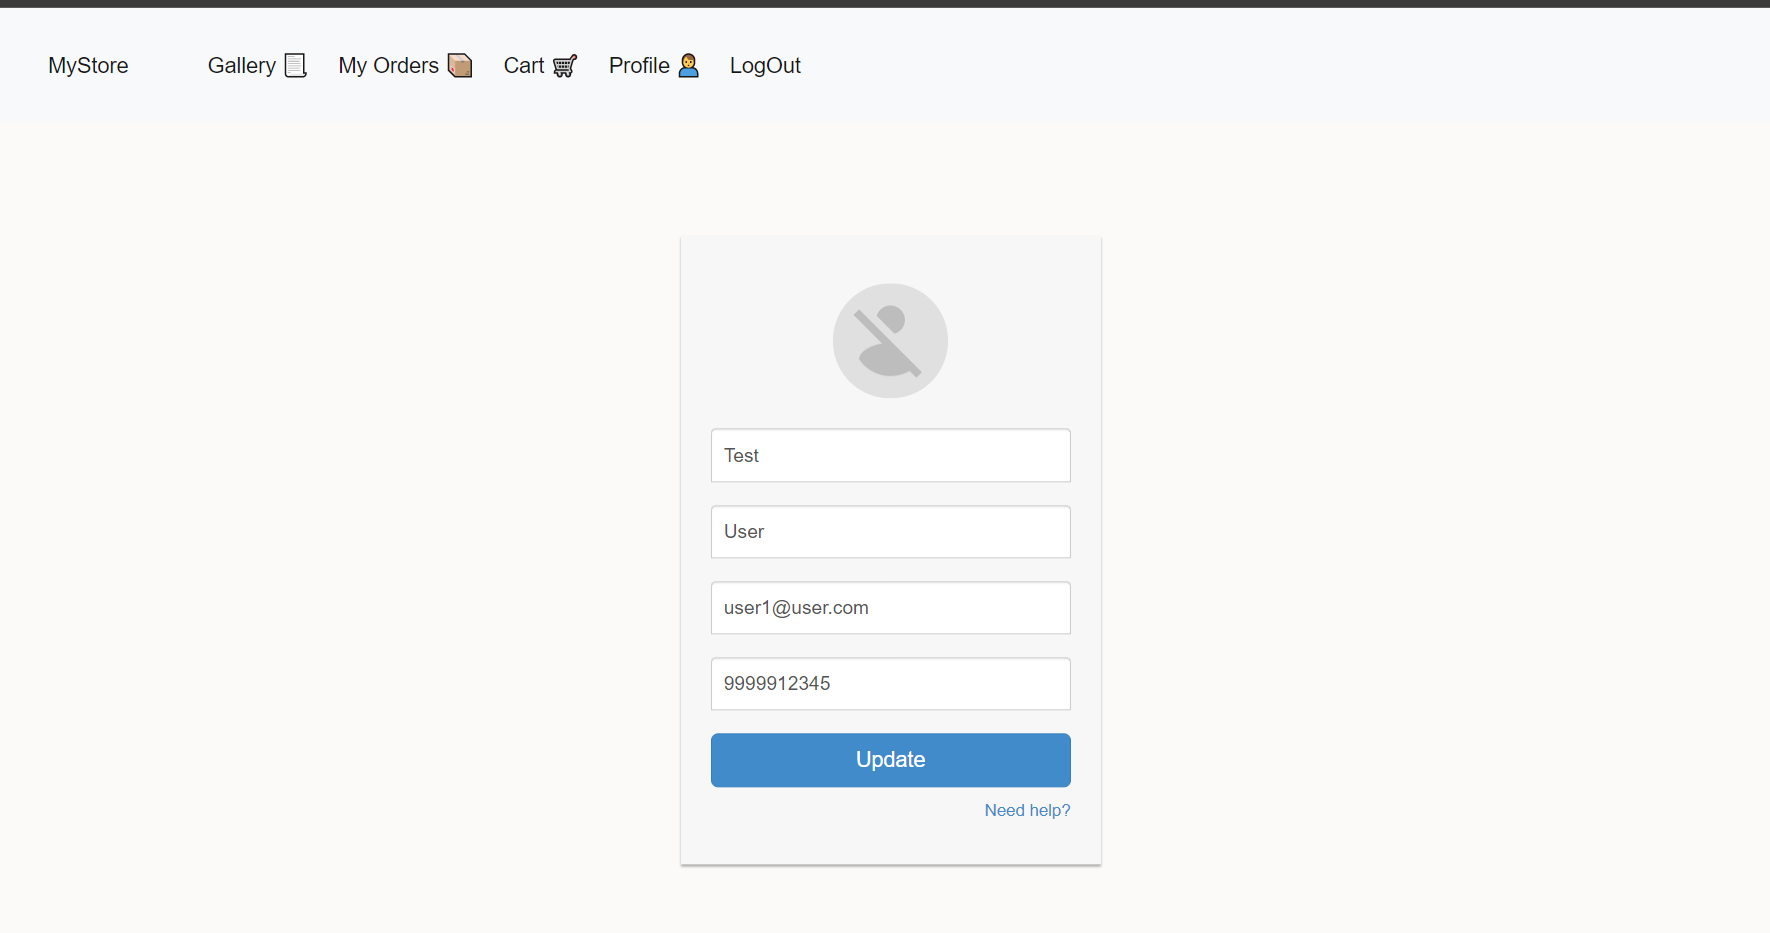 MyStore Gallery My Orders Cart Profile LogOut
Test
User
user1@user.com
9999912345
Update
Need help?